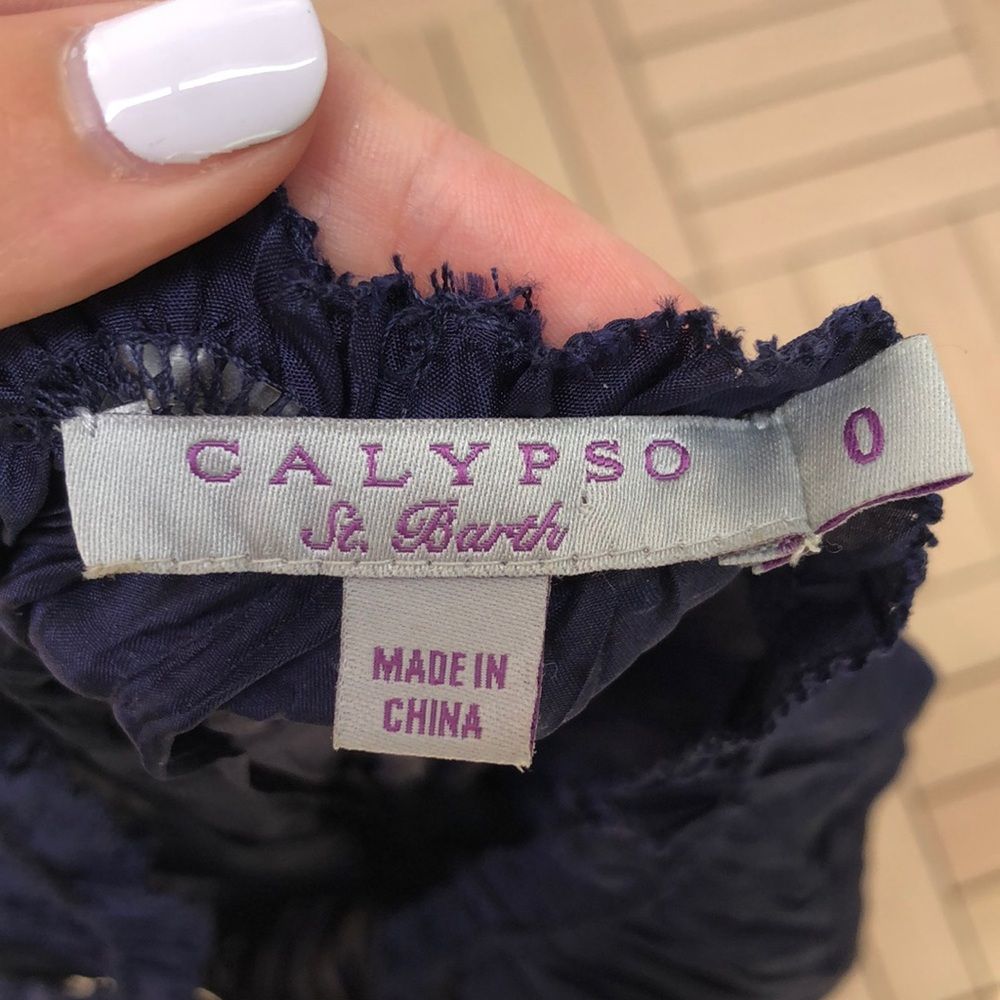 CALYPSO
St. Barth
0
MADE IN
CHINA